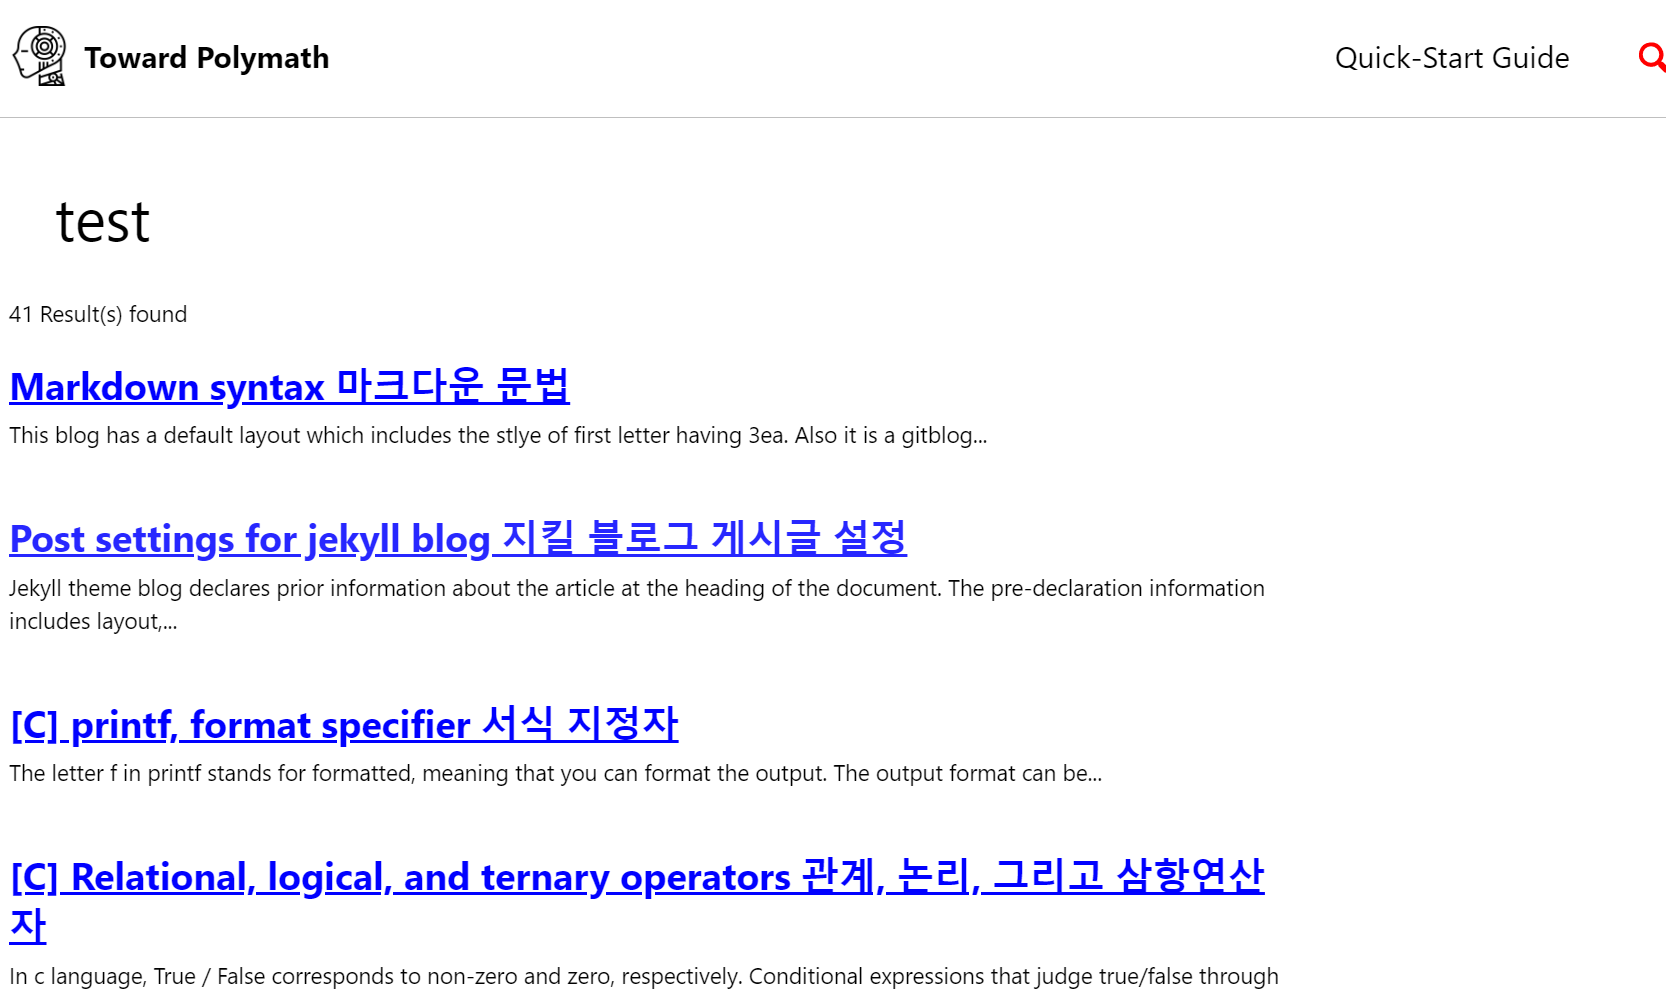 Toward Polymath
Quick-Start Guide
test
41 Result(s) found
Markdown syntax 마크다운 문법
This blog has a default layout which includes the stlye of first letter having 3ea. Also it is a gitblog...
Post settings for jekyll blog 지킬 블로그 게시글 설정
Jekyll theme blog declares prior information about the article at the heading of the document. The pre-declaration information
includes layout,...
[C] printf, format specifier 서식 지정자
The letter f in printf stands for formatted, meaning that you can format the output. The output format can be...
[C] Relational, logical, and ternary operators 관계, 논리, 그리고 삼항연산
자
In c language, True / False corresponds to non-zero and zero, respectively. Conditional expressions that judge true/false through